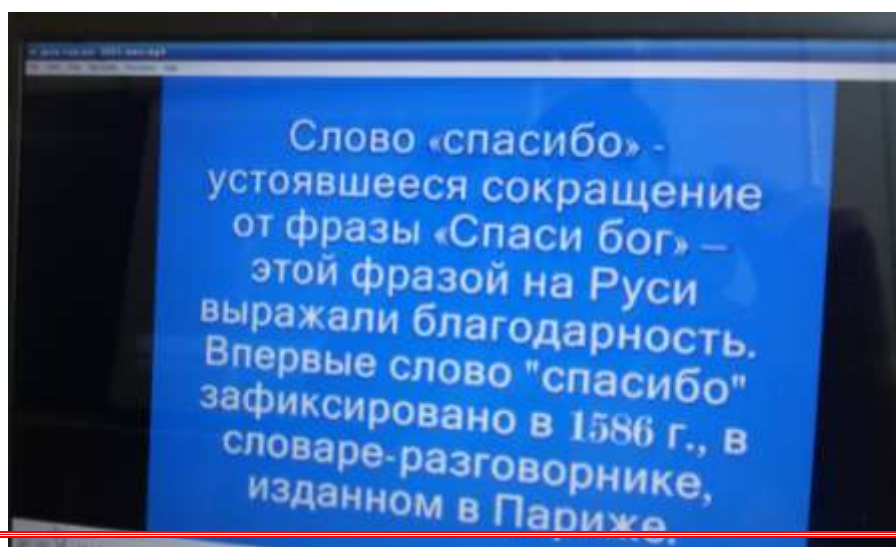 Слово «спасибо» -
устоявшееся сокращение
от фразы «Спаси бог» –
этой фразой на Руси
выражали благодарность.
Впервые слово "спасибо"
зафиксировано в 1586 г., в
словаре-разговорнике,
изданном в Париже.